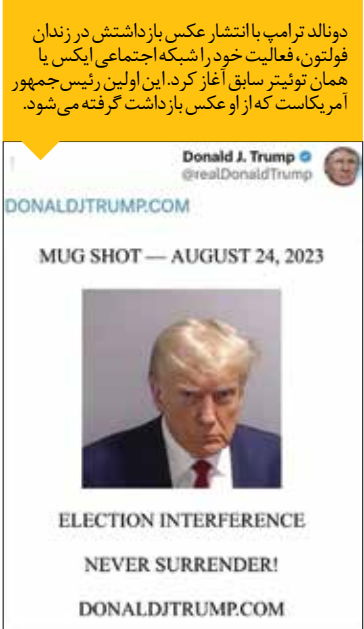 دونالد ترامپ با انتشار عکس بازداشتش در زندان
فولتون، فعالیت خود را شبکه اجتماعی ایکس یا
همان توئیتر سابق آغاز کرد. این اولین رئیس‌جمهور
آمریکاست که از او عکس بازداشت گرفته می‌شود.
Donald J. Trump
@realDonaldTrump
DONALDJTRUMP.COM
MUG SHOT — AUGUST 24, 2023
ELECTION INTERFERENCE
NEVER SURRENDER!
DONALDJTRUMP.COM